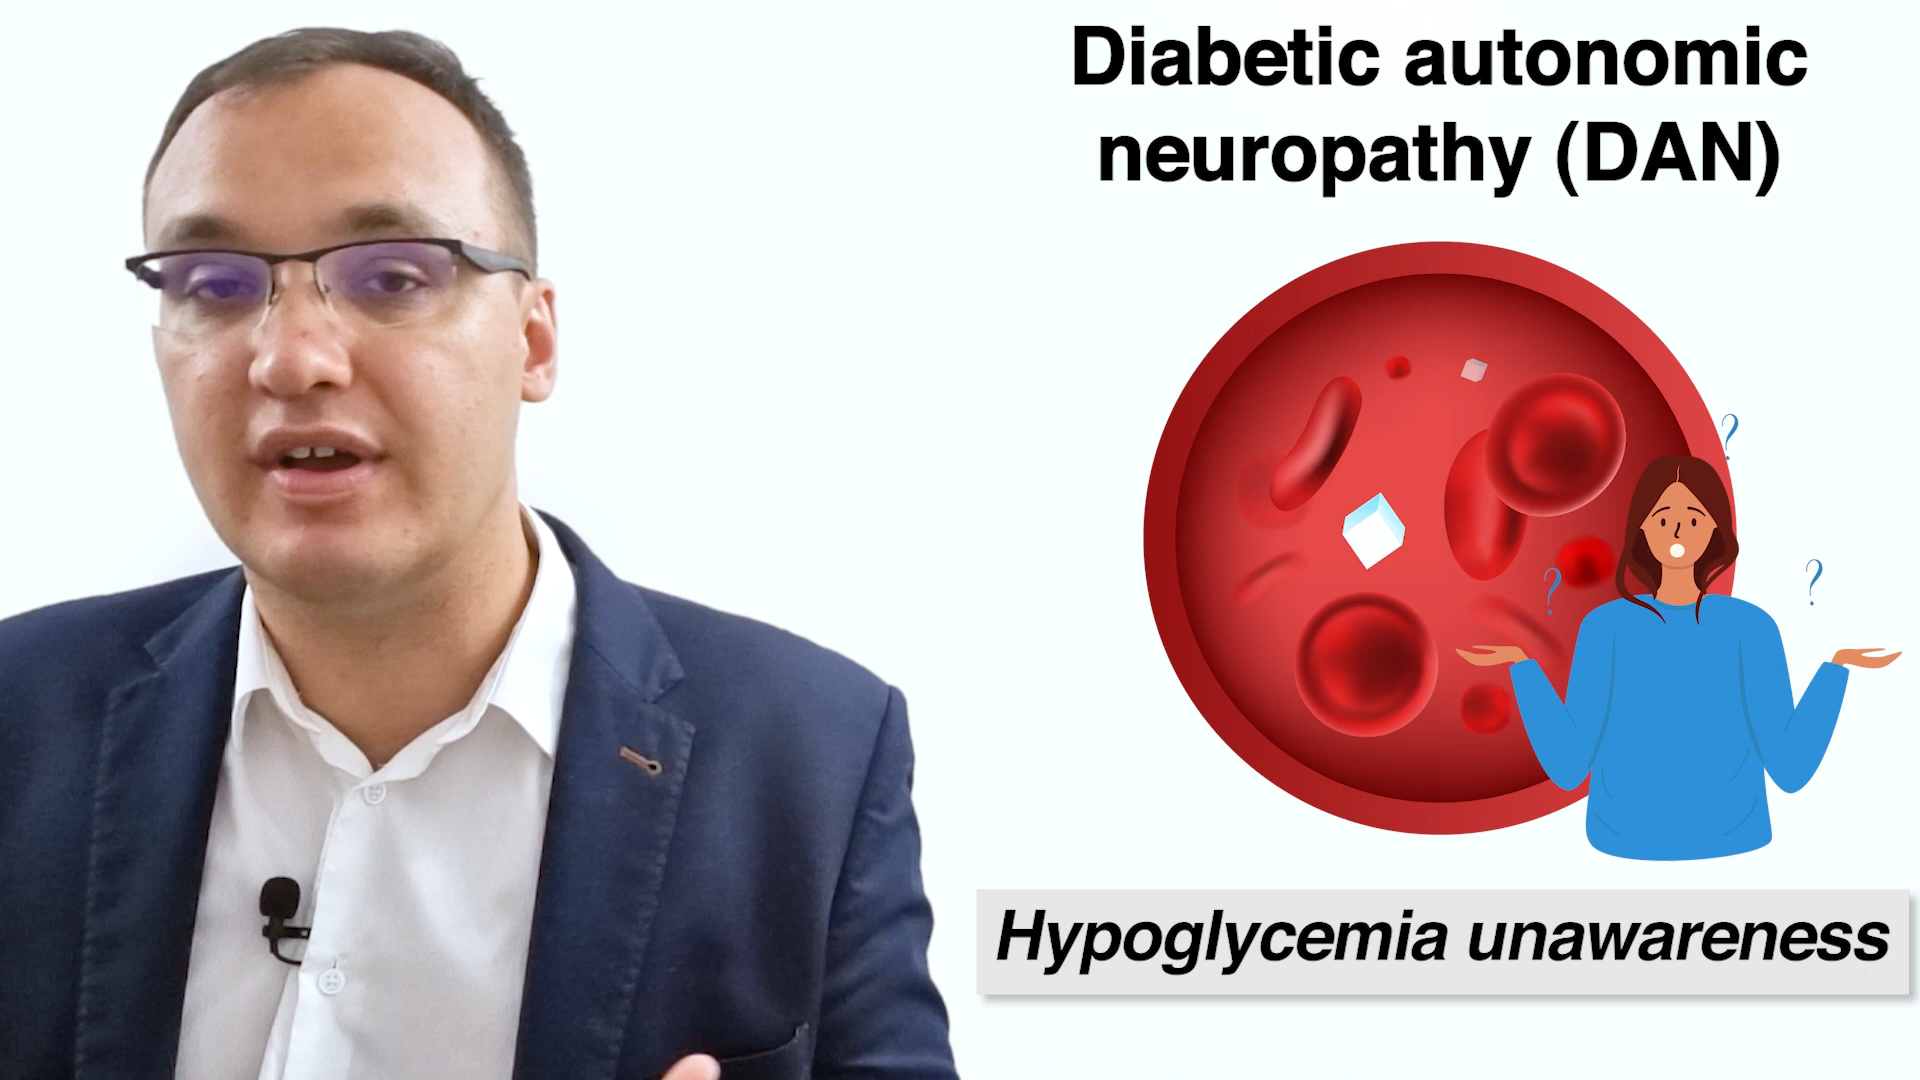 Diabetic autonomic
neuropathy (DAN)
?
?
?
Hypoglycemia unawareness